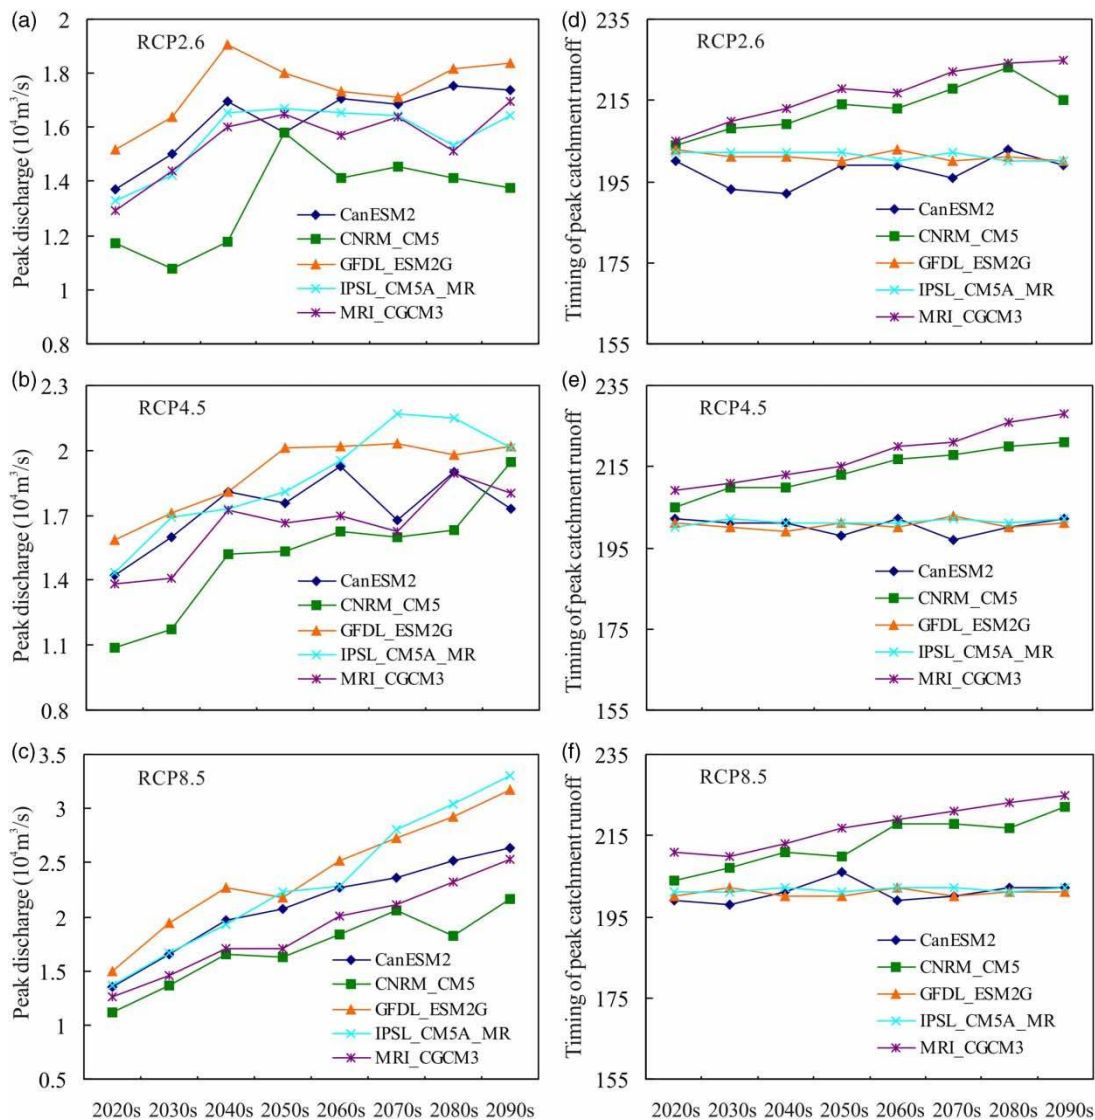 (a)
2
1.8
1.6
1.4
1.2
1
0.8
Peak discharge (10⁴m³/s)
RCP2.6
CanESM2
CNRM_CM5
GFDL_ESM2G
IPSL_CM5A_MR
MRI_CGCM3
(d)
235
215
195
175
155
Timing of peak catchment runoff
RCP2.6
CanESM2
CNRM_CM5
GFDL_ESM2G
IPSL_CM5A_MR
MRI_CGCM3
(b)
2.3
2
1.7
1.4
1.1
0.8
Peak discharge (10⁴m³/s)
RCP4.5
CanESM2
CNRM_CM5
GFDL_ESM2G
IPSL_CM5A_MR
MRI_CGCM3
(e)
235
215
195
175
155
Timing of peak catchment runoff
RCP4.5
CanESM2
CNRM_CM5
GFDL_ESM2G
IPSL_CM5A_MR
MRI_CGCM3
(c)
3.5
3
2.5
2
1.5
1
0.5
Peak discharge (10⁴m³/s)
RCP8.5
CanESM2
CNRM_CM5
GFDL_ESM2G
IPSL_CM5A_MR
MRI_CGCM3
2020s 2030s 2040s 2050s 2060s 2070s 2080s 2090s
(f)
235
215
195
175
155
Timing of peak catchment runoff
RCP8.5
CanESM2
CNRM_CM5
GFDL_ESM2G
IPSL_CM5A_MR
MRI_CGCM3
2020s 2030s 2040s 2050s 2060s 2070s 2080s 2090s